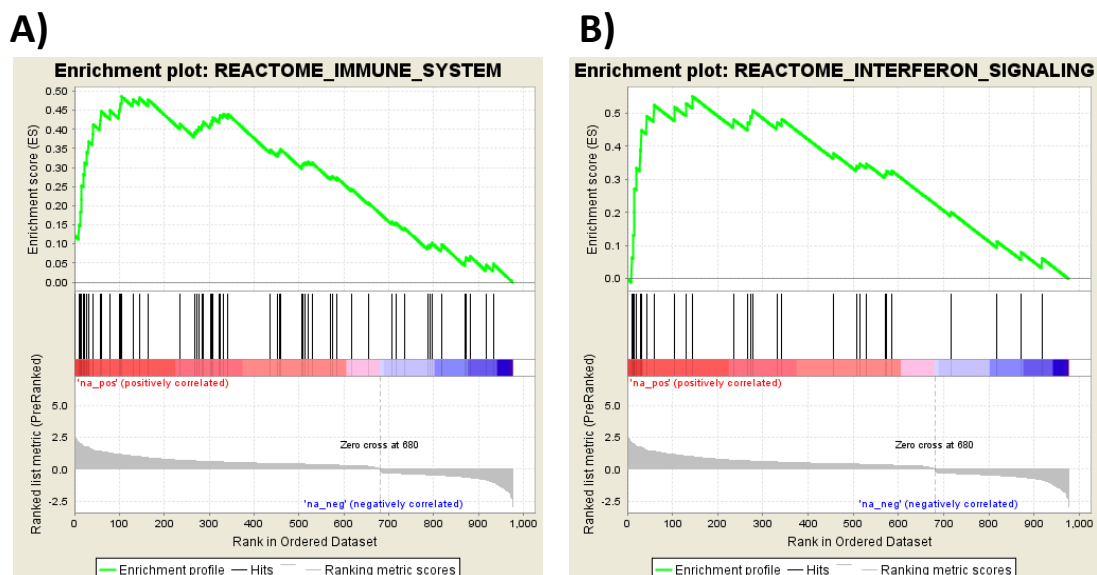 A)
Enrichment plot: REACTOME_IMMUNE_SYSTEM
Enrichment score (ES)
0.50
0.45
0.40
0.35
0.30
0.25
0.20
0.15
0.10
0.05
0.00
'na_pos' (positively correlated)
Ranked list metric (PreRanked)
5.0
2.5
0.0
-2.5
Zero cross at 680
'na_neg' (negatively correlated)
0 100 200 300 400 500 600 700 800 900 1,000
Rank in Ordered Dataset
Enrichment profile Hits Ranking metric scores
B)
Enrichment plot: REACTOME_INTERFERON_SIGNALING
Enrichment score (ES)
0.5
0.4
0.3
0.2
0.1
0.0
'na_pos' (positively correlated)
Ranked list metric (PreRanked)
5.0
2.5
0.0
-2.5
Zero cross at 680
'na_neg' (negatively correlated)
0 100 200 300 400 500 600 700 800 900 1,000
Rank in Ordered Dataset
Enrichment profile Hits Ranking metric scores